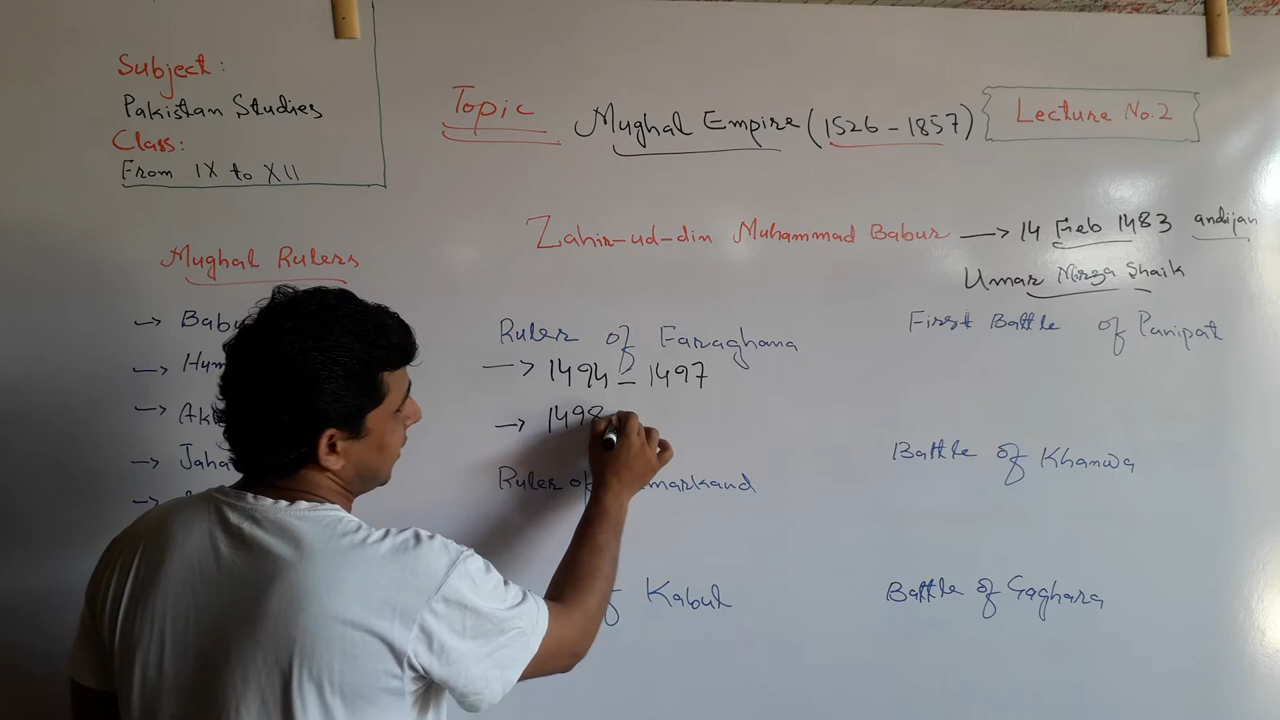 Subject:
Pakistan Studies
Class:
From IX to XII
Topic
Mughal Empire (1526-1857)
Lecture No.2
Zahir-ud-din Muhammad Babur —> 14 Feb 1483 andijan
Umar Mirza Shaik
Mughal Rulers
-> Bab
-> Hum
-> Ak
-> Jaha
->
Ruler of Faraghana
—> 1494 - 1497
-> 1498
Ruler of markand
Kabul
First Battle of Panipat
Battle of Khanwa
Battle of Gaghara